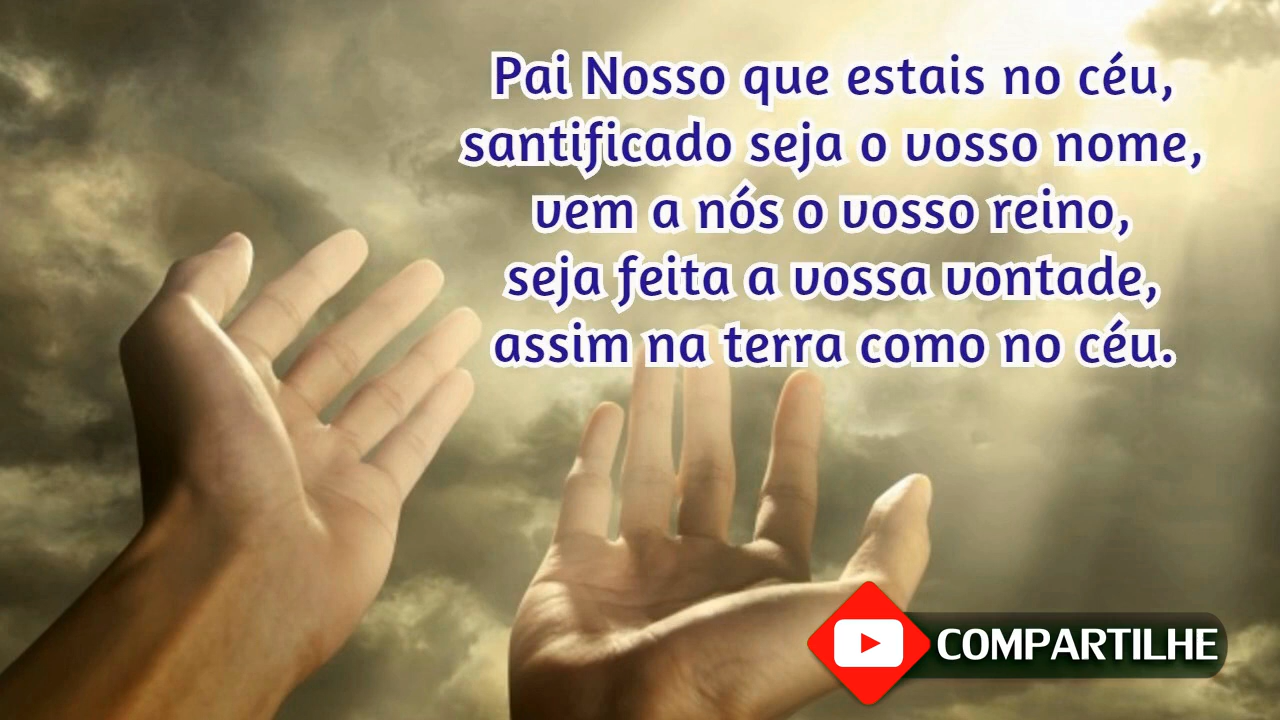 Pai Nosso que estais no céu,
santificado seja o vosso nome,
vem a nós o vosso reino,
seja feita a vossa vontade,
assim na terra como no céu.
COMPARTILHE